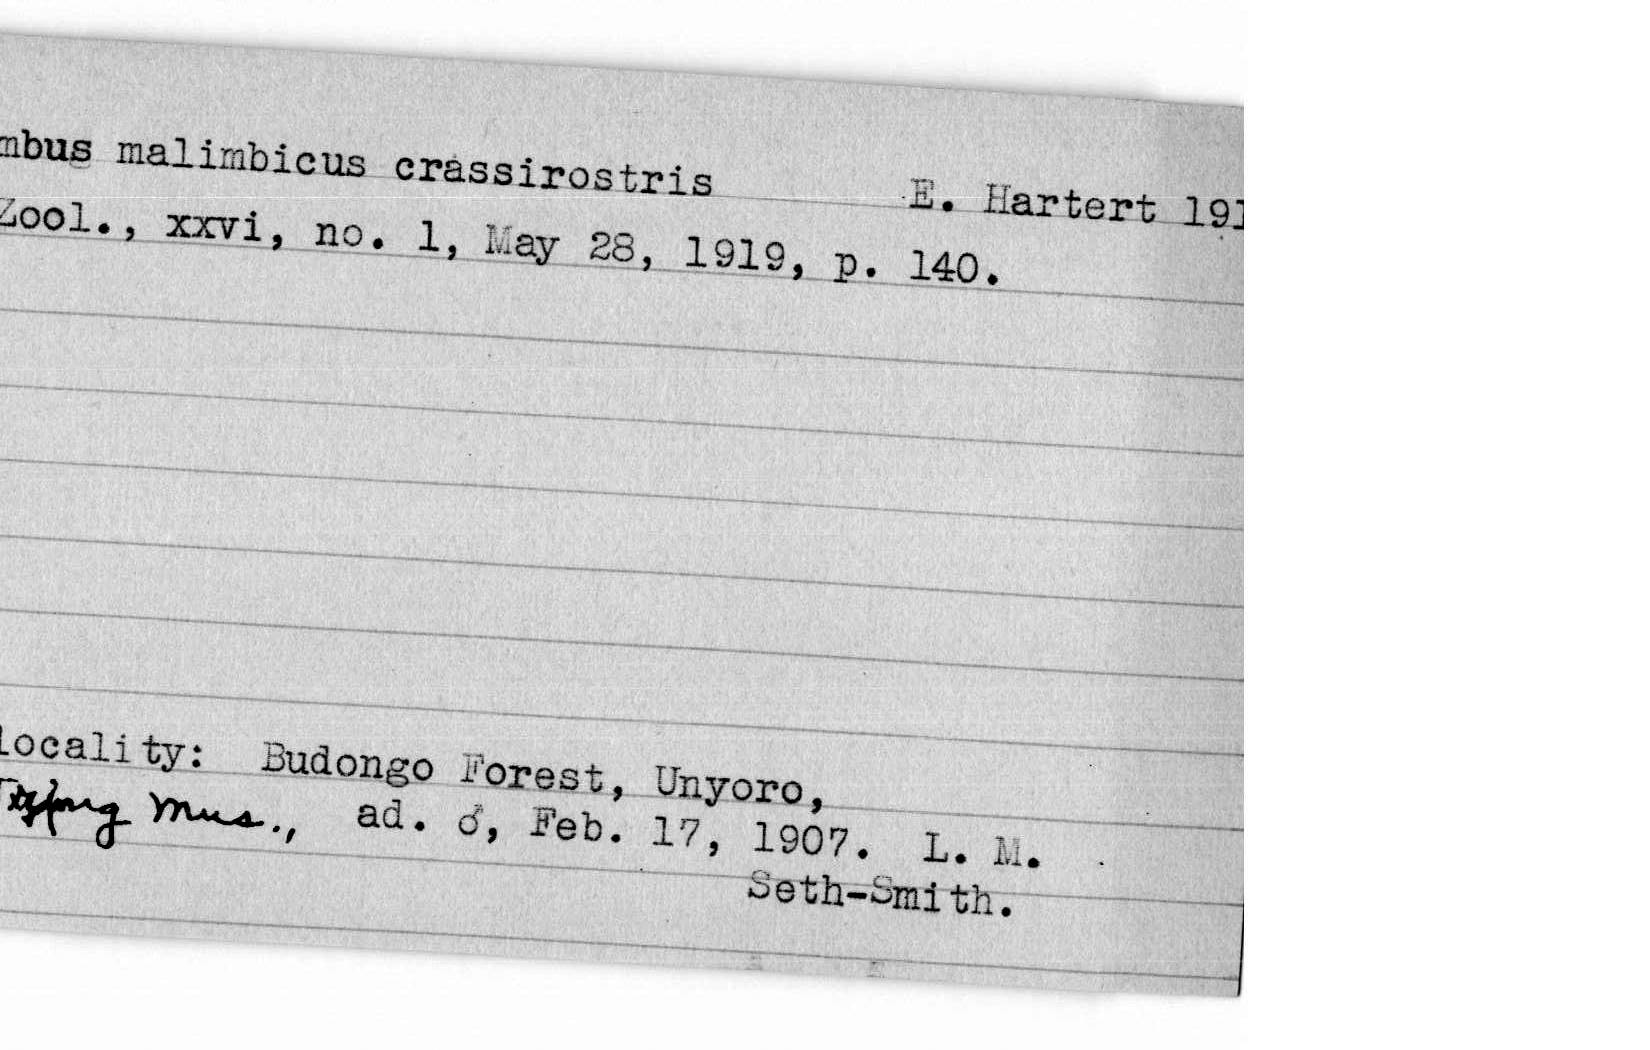 mbus malimbicus crassirostris E. Hartert 191
Zool., xxvi, no. 1, May 28, 1919, p. 140.
locality: Budongo Forest, Unyoro,
Mus., ad. ♂, Feb. 17, 1907. L. M.
Seth-Smith.